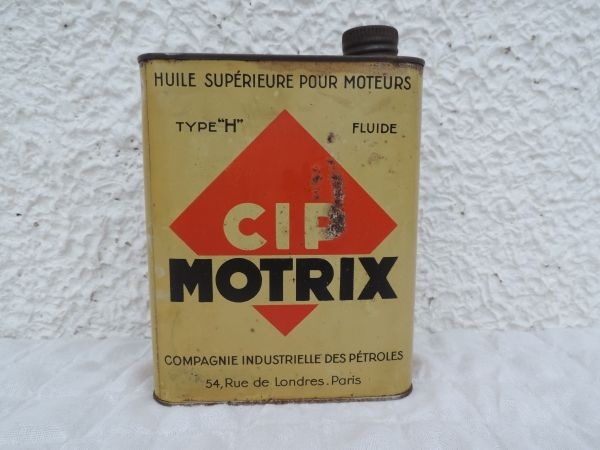 HUILE SUPÉRIEURE POUR MOTEURS
TYPE "H" FLUIDE
CIP
MOTRIX
COMPAGNIE INDUSTRIELLE DES PÉTROLES
54, Rue de Londres. Paris